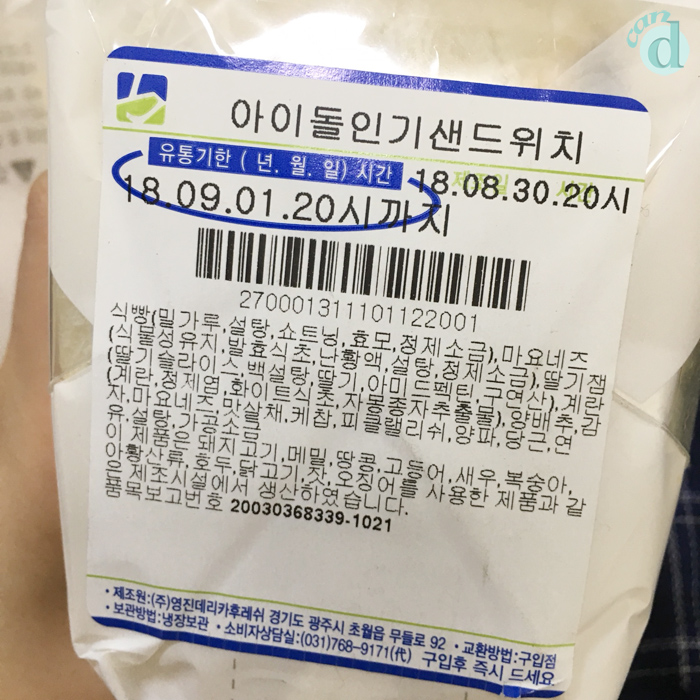 can
d
아이돌인기샌드위치
유통기한 ( 년. 월. 일) 시간
18.08.30.20시
18.09.01.20시까지
2700013111011122001
식빵(밀가루,설탕,쇼트닝,효모,정제소금),마요네즈
(식물성유지,발효식초,난황액,설탕,정제소금),딸기잼
(딸기슬라이스,백설탕,딸기,아미드펙틴,구연산),계란
(계란,정제염,화이트식초,자몽종자추출물),양배추,감
자,마요네즈,맛살채,케찹,피클랠리쉬,양파,당근,연
유,설탕,가공소금
이 제품은 돼지고기,메밀,땅콩,고등어,새우,복숭아,
아황산류,호두,닭고기,잣,오징어를 사용한 제품과 같
은 제조시설에서 생산하였습니다.
품목보고번호 20030368339-1021
• 제조원:(주)영진데리카후레쉬 경기도 광주시 초월읍 무들로 92 • 교환방법:구입점
• 보관방법:냉장보관 • 소비자상담실:(031)768-9171(代) 구입후 즉시 드세요